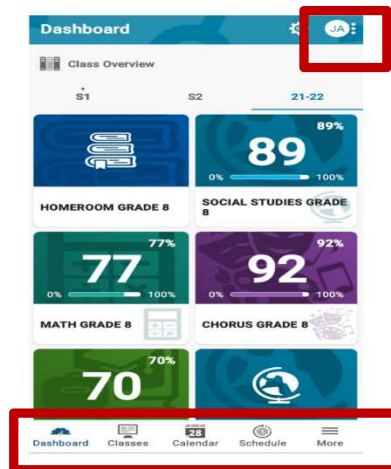 Dashboard
JA
Class Overview
S1 S2 21-22
HOMEROOM GRADE 8
89%
89
0% 100%
SOCIAL STUDIES GRADE
8
77%
77
0% 100%
MATH GRADE 8
92%
92
0% 100%
CHORUS GRADE 8
70%
70
28
Dashboard Classes Calendar Schedule More